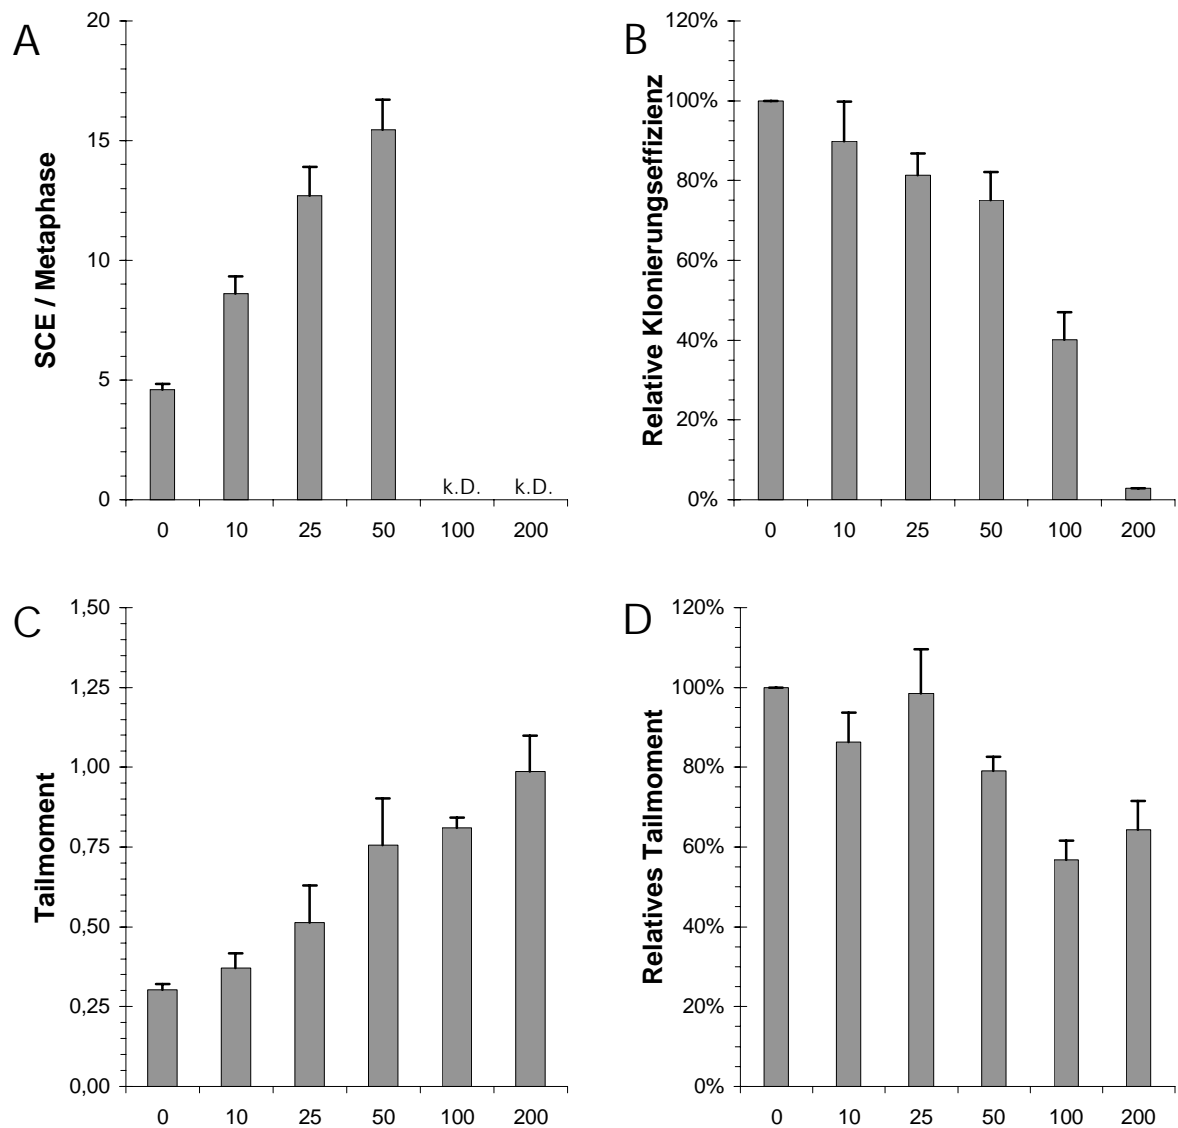 A
SCE / Metaphase
20
15
10
5
0
k.D. k.D.
0 10 25 50 100 200
B
Relative Klonierungseffizienz
120%
100%
80%
60%
40%
20%
0%
0 10 25 50 100 200
C
Tailmoment
1,50
1,25
1,00
0,75
0,50
0,25
0,00
0 10 25 50 100 200
D
Relatives Tailmoment
120%
100%
80%
60%
40%
20%
0%
0 10 25 50 100 200